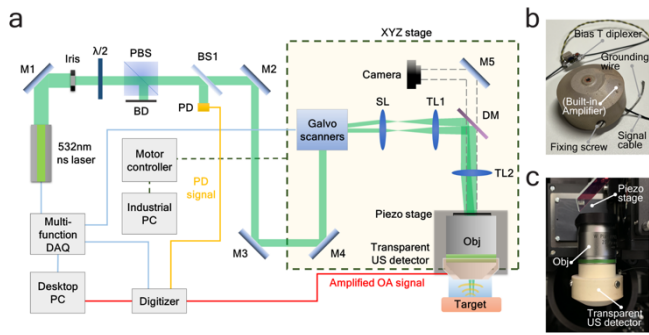 a
XYZ stage
M1
Iris
λ/2
PBS
BS1
M2
BD
PD
532nm
ns laser
Motor
controller
Industrial
PC
PD
signal
Multi-
function
DAQ
Desktop
PC
Digitizer
M3
M4
Galvo
scanners
Camera
M5
SL
TL1
DM
TL2
Piezo stage
Obj
Transparent
US detector
Amplified OA signal
Target
b
Bias T diplexer
Grounding
wire
(Built-in
Amplifier)
Fixing screw
Signal
cable
c
Piezo
stage
Obj
Transparent
US detector